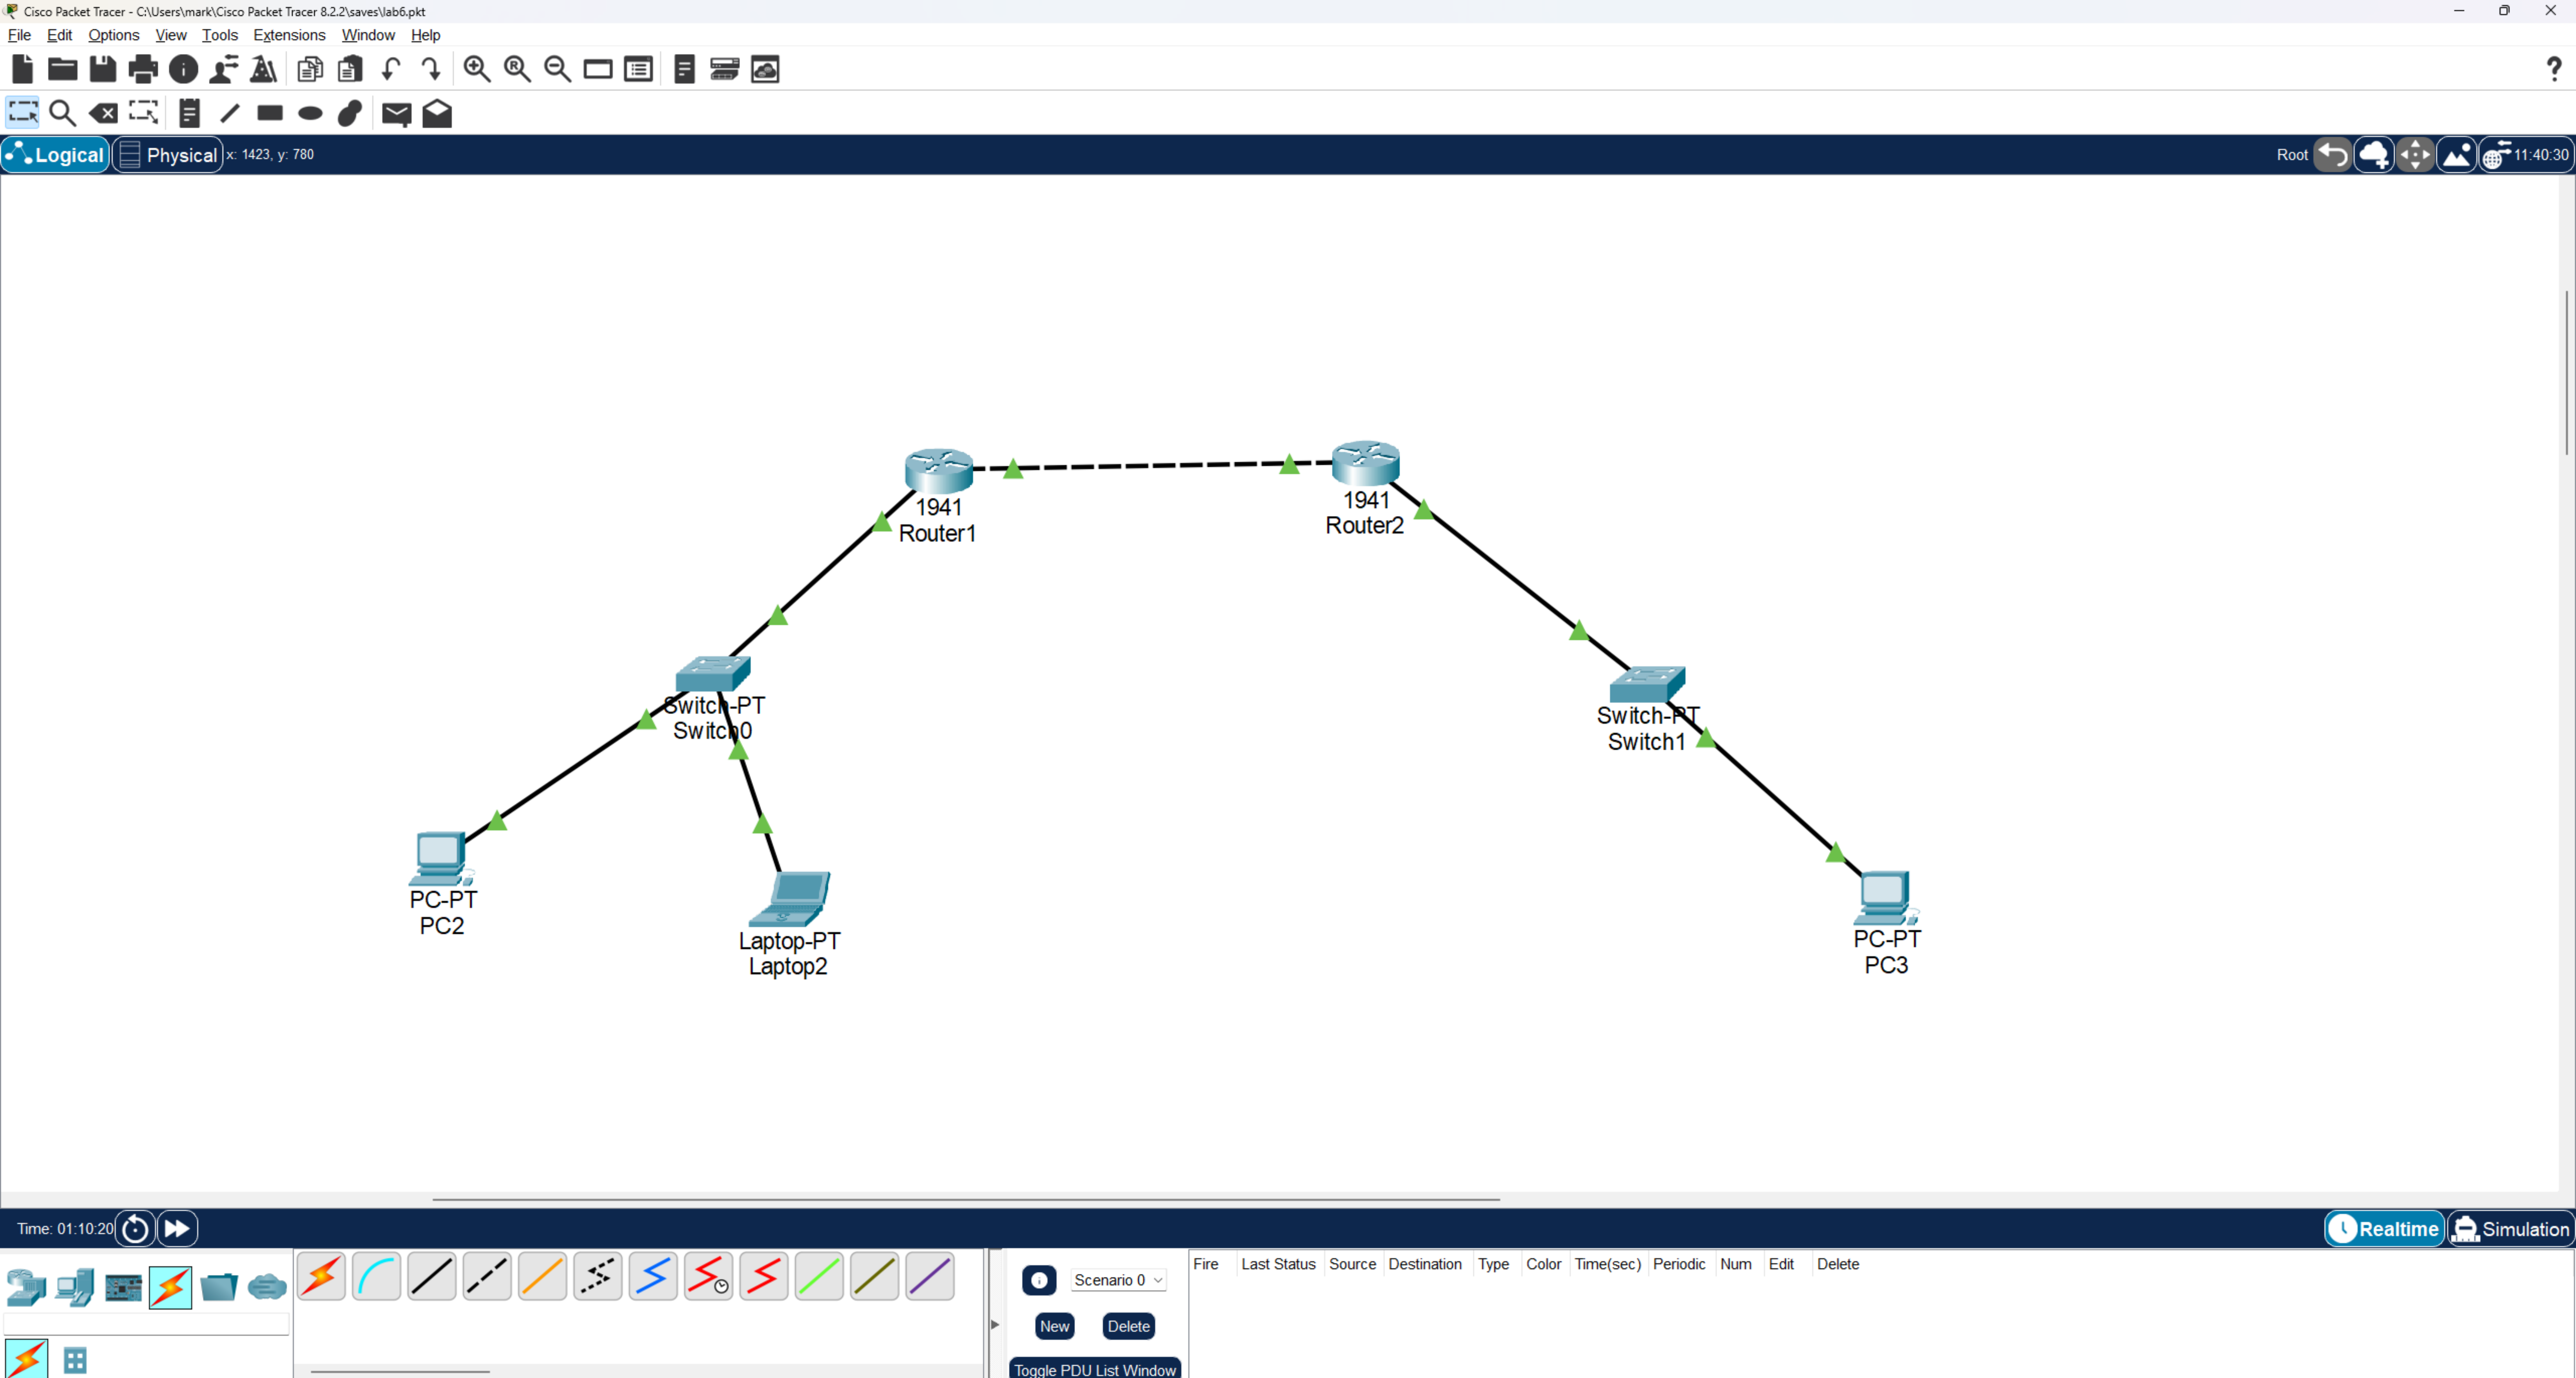 Cisco Packet Tracer - C:\Users\mark\Cisco Packet Tracer 8.2.2\saves\lab6.pkt
File Edit Options View Tools Extensions Window Help
Logical Physical x: 1423, y: 780 Root 11:40:30
1941
Router1
1941
Router2
Switch-PT
Switch0
Switch-PT
Switch1
PC-PT
PC2
Laptop-PT
Laptop2
PC-PT
PC3
Time: 01:10:20 Realtime Simulation
Scenario 0
New Delete
Toggle PDU List Window
Fire Last Status Source Destination Type Color Time(sec) Periodic Num Edit Delete